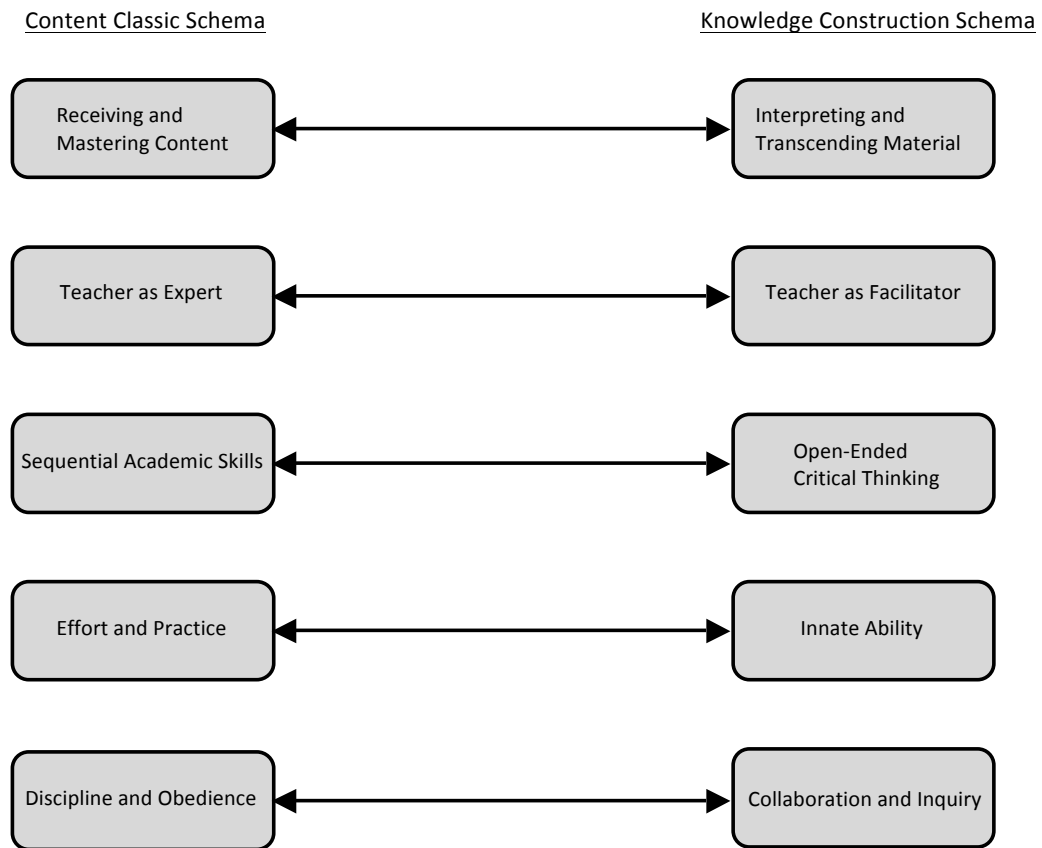 Content Classic Schema
Knowledge Construction Schema
Receiving and
Mastering Content
Interpreting and
Transcending Material
Teacher as Expert
Teacher as Facilitator
Sequential Academic Skills
Open-Ended
Critical Thinking
Effort and Practice
Innate Ability
Discipline and Obedience
Collaboration and Inquiry